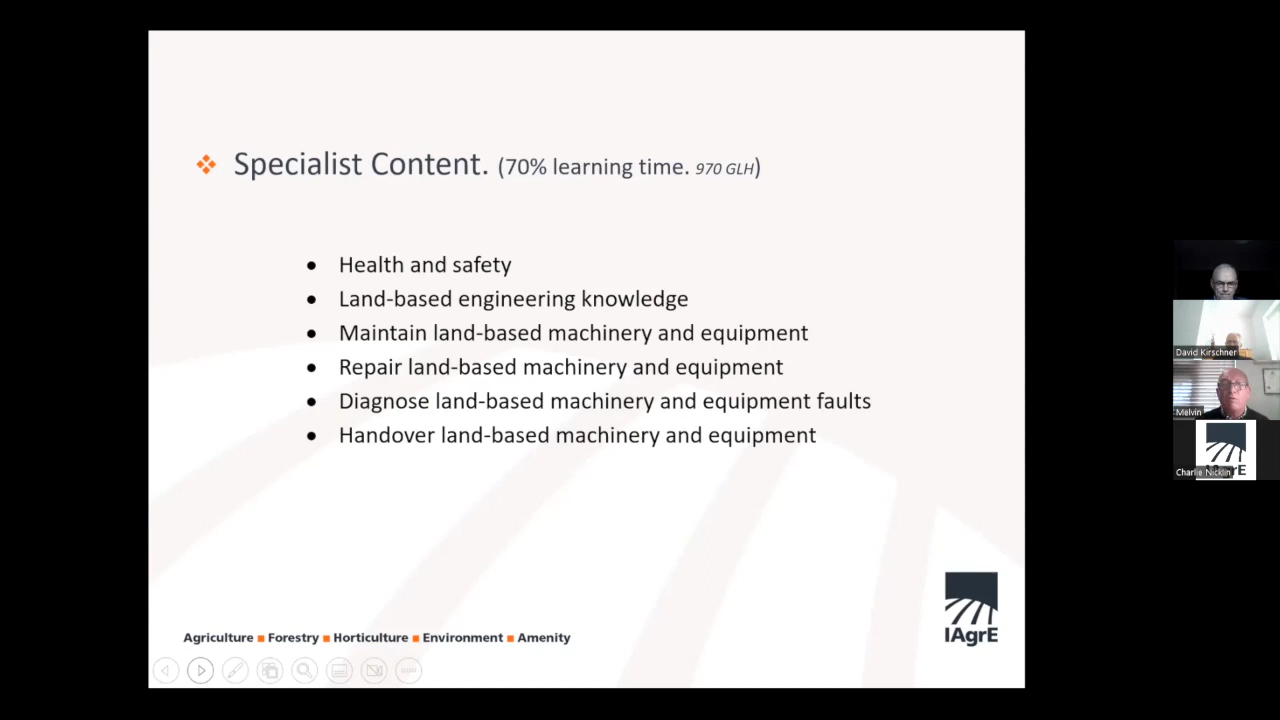 Specialist Content. (70% learning time. 970 GLH)
Health and safety
Land-based engineering knowledge
Maintain land-based machinery and equipment
Repair land-based machinery and equipment
Diagnose land-based machinery and equipment faults
Handover land-based machinery and equipment
Agriculture ■ Forestry ■ Horticulture ■ Environment ■ Amenity
IAgrE
David Kirschner
Melvin
Charlie Nicklin